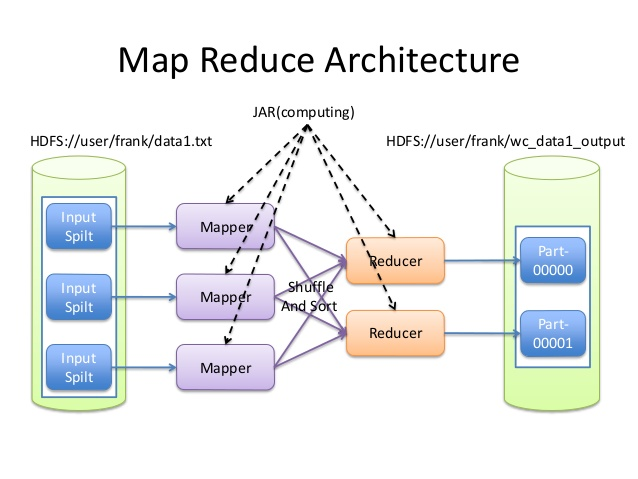 Map Reduce Architecture
JAR(computing)
HDFS://user/frank/data1.txt
HDFS://user/frank/wc_data1_output
Input
Spilt
Mapper
Input
Spilt
Mapper
Input
Spilt
Mapper
Shuffle
And Sort
Reducer
Reducer
Part-
00000
Part-
00001